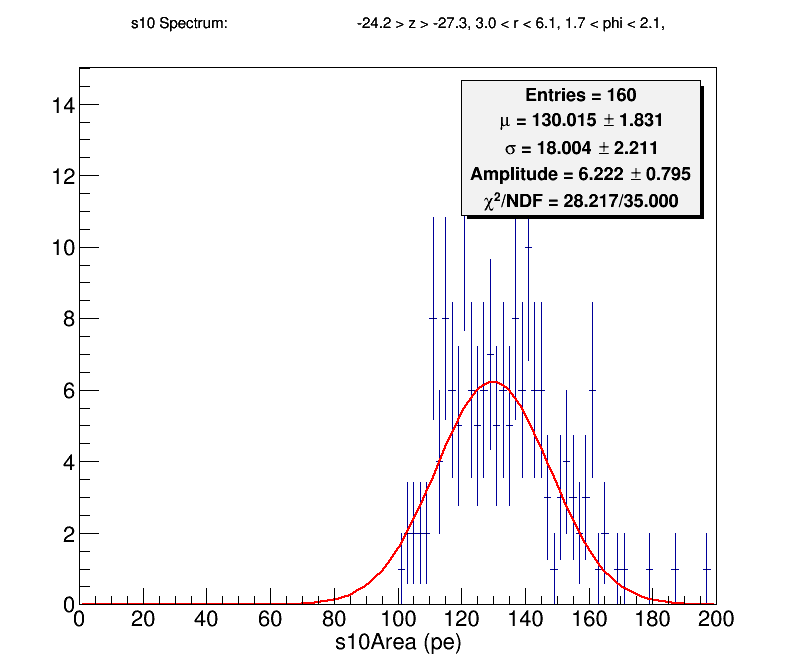 s10 Spectrum: -24.2 > z > -27.3, 3.0 < r < 6.1, 1.7 < phi < 2.1,
Entries = 160
μ = 130.015 ± 1.831
σ = 18.004 ± 2.211
Amplitude = 6.222 ± 0.795
χ²/NDF = 28.217/35.000
14
12
10
8
6
4
2
0
0 20 40 60 80 100 120 140 160 180 200
s10Area (pe)